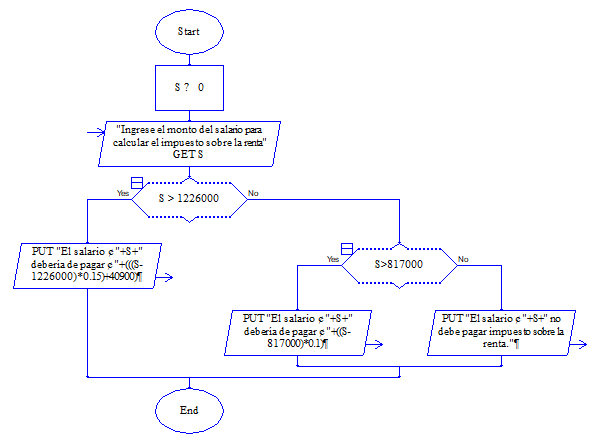 Start
S ? 0
"Ingrese el monto del salario para
calcular el impuesto sobre la renta"
GET S
Yes
S > 1226000
No
PUT "El salario ¢ "+S+"
deberia de pagar ¢ "+(((S-
1226000)*0.15)+40900)¶
Yes
S>817000
No
PUT "El salario ¢ "+S+"
deberia de pagar ¢ "+((S-
817000)*0.1)¶
PUT "El salario ¢ "+S+" no
debe pagar impuesto sobre la
renta."¶
End